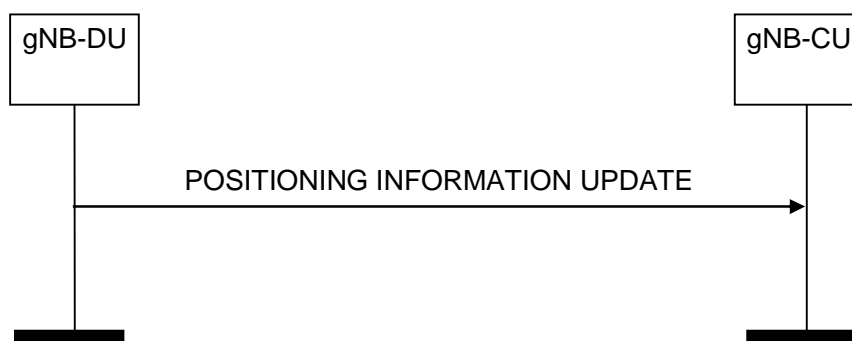 gNB-DU
gNB-CU
POSITIONING INFORMATION UPDATE